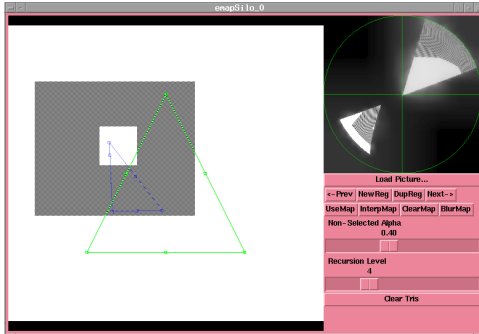 emapSilo_0
Load Picture...
<-Prev NewReg DupReg Next->
UseMap InterpMap ClearMap BlurMap
Non-Selected Alpha
0.40
Recursion Level
4
Clear Tris